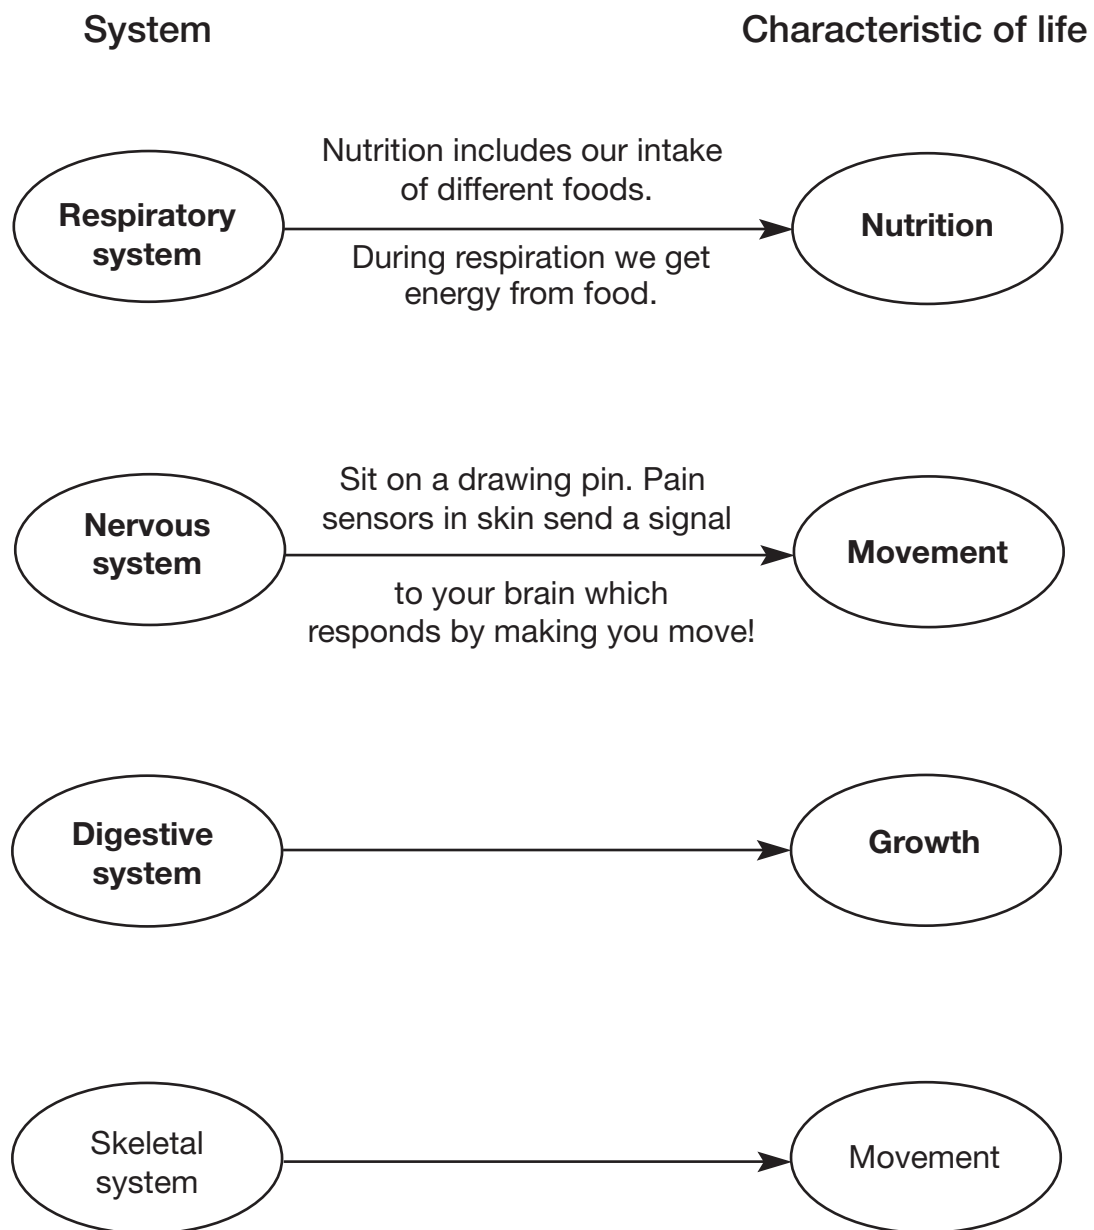 System
Characteristic of life
Nutrition includes our intake
of different foods.
Respiratory
system
Nutrition
During respiration we get
energy from food.
Sit on a drawing pin. Pain
sensors in skin send a signal
Nervous
system
Movement
to your brain which
responds by making you move!
Digestive
system
Growth
Skeletal
system
Movement